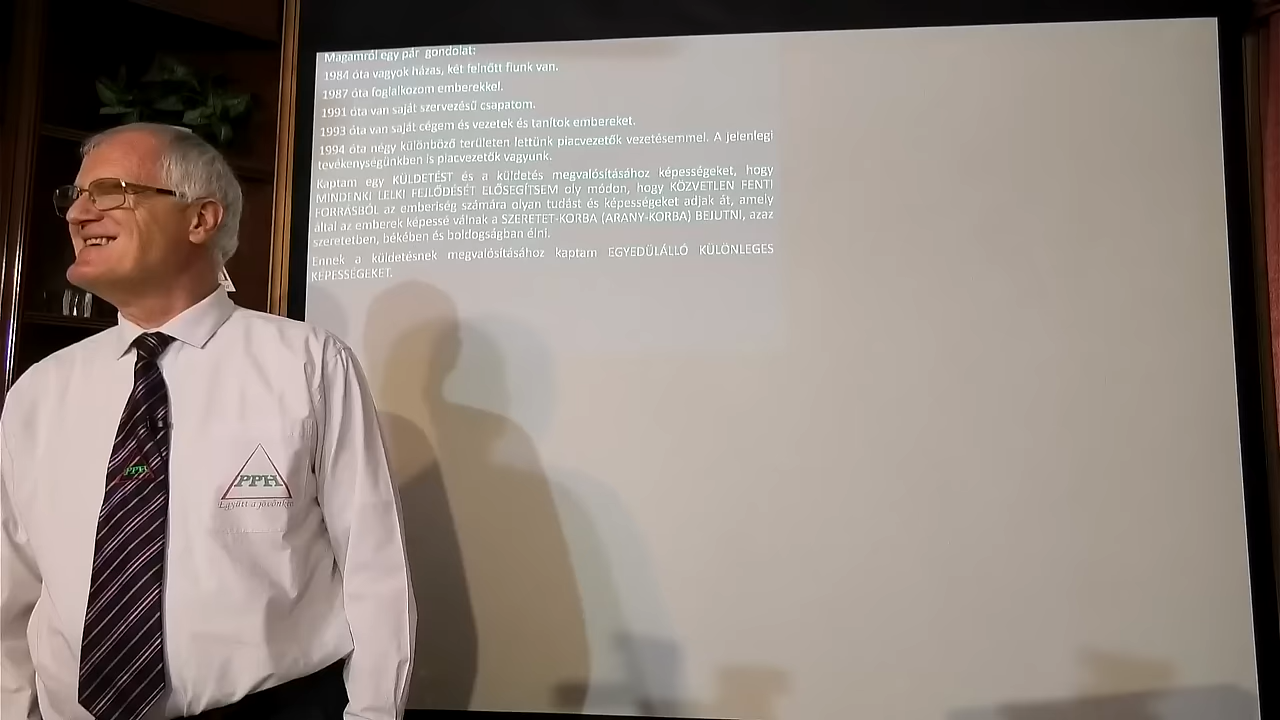 Magamról egy pár gondolat:
1984 óta vagyok házas, két felnőtt fiunk van.
1987 óta foglalkozom emberekkel.
1991 óta van saját szervezésű csapatom.
1993 óta van saját cégem és vezetek és tanítok embereket.
1994 óta négy különböző területen lettünk piacvezetők vezetésemmel. A jelenlegi
tevékenységünkben is piacvezetők vagyunk.
Kaptam egy KÜLDETÉST és a küldetés megvalósításához képességeket, hogy
MINDENKI LELKI FEJLŐDÉSÉT ELŐSEGÍTSEM oly módon, hogy KÖZVETLEN FENTI
FORRÁSBÓL az emberiség számára olyan tudást és képességeket adjak át, amely
által az emberek képessé válnak a SZERETET-KORBA (ARANY-KORBA) BEJUTNI, azaz
szeretetben, békében és boldogságban élni.
Ennek a küldetésnek megvalósításához kaptam EGYEDÜLÁLLÓ KÜLÖNLEGES
KÉPESSÉGEKET.
PPH
PPH
Együtt a jövőnkért